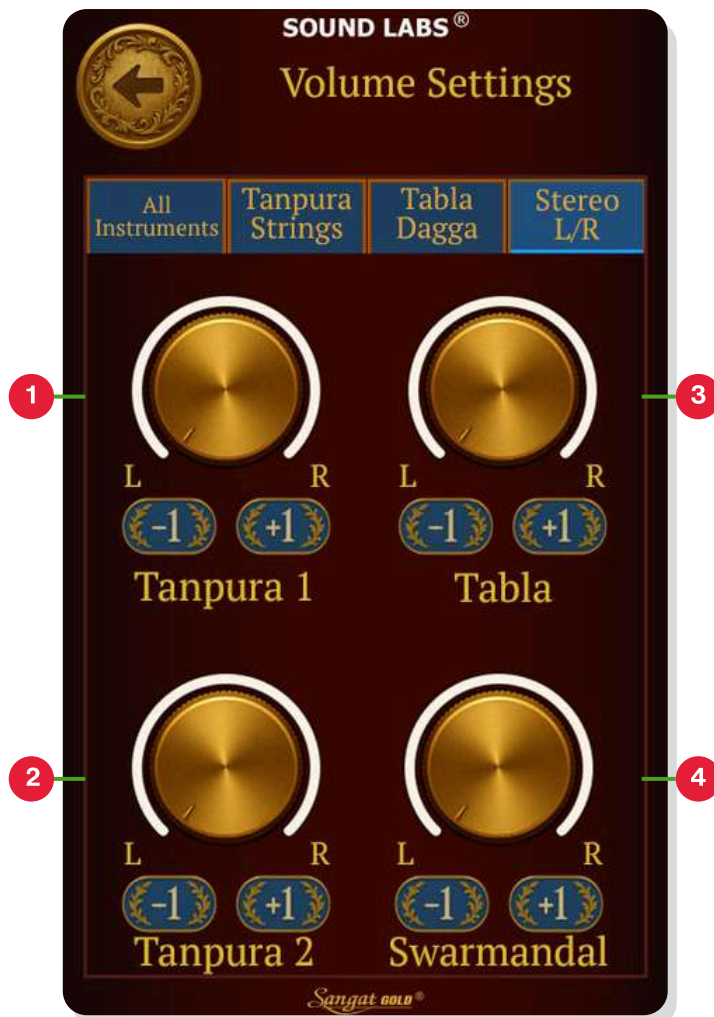 SOUND LABS®
Volume Settings
All
Instruments
Tanpura
Strings
Tabla
Dagga
Stereo
L/R
1
L R
-1 +1
Tanpura 1
3
L R
-1 +1
Tabla
2
L R
-1 +1
Tanpura 2
4
L R
-1 +1
Swarmandal
Sangat GOLD®